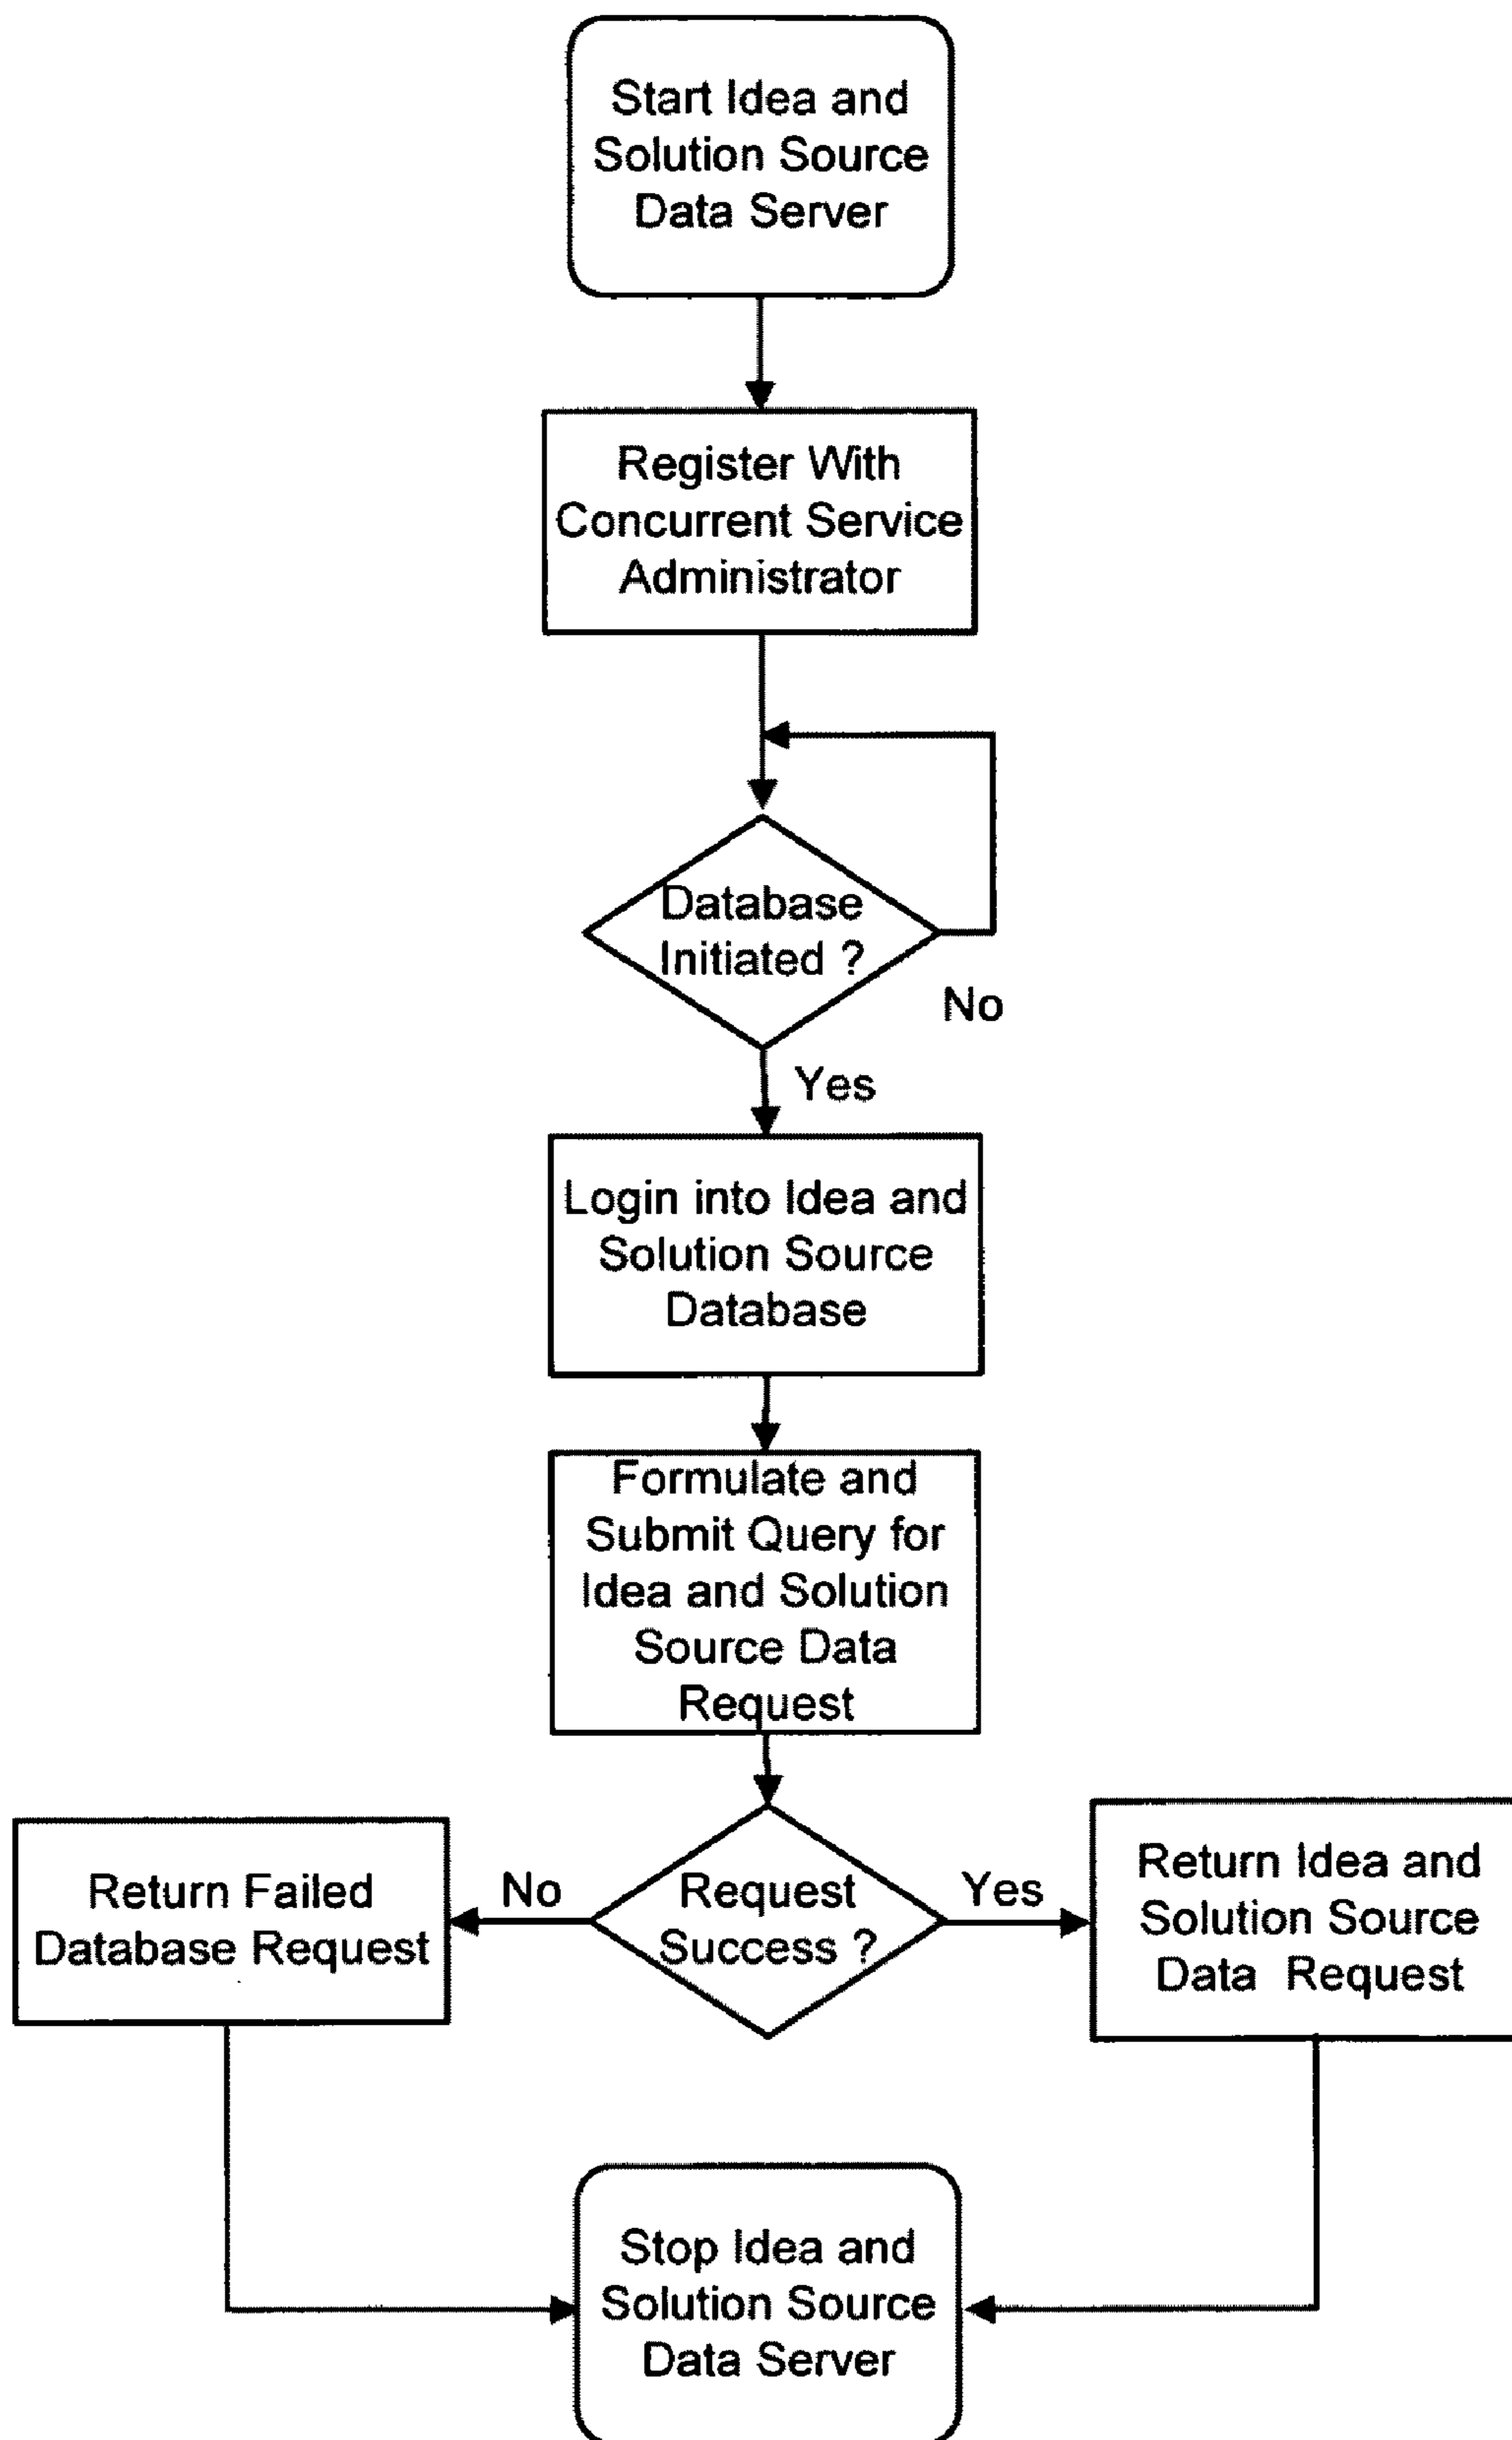 Start Idea and
Solution Source
Data Server
Register With
Concurrent Service
Administrator
Database
Initiated ?
No
Yes
Login into Idea and
Solution Source
Database
Formulate and
Submit Query for
Idea and Solution
Source Data
Request
Return Failed
Database Request
No
Request
Success ?
Yes
Return Idea and
Solution Source
Data Request
Stop Idea and
Solution Source
Data Server